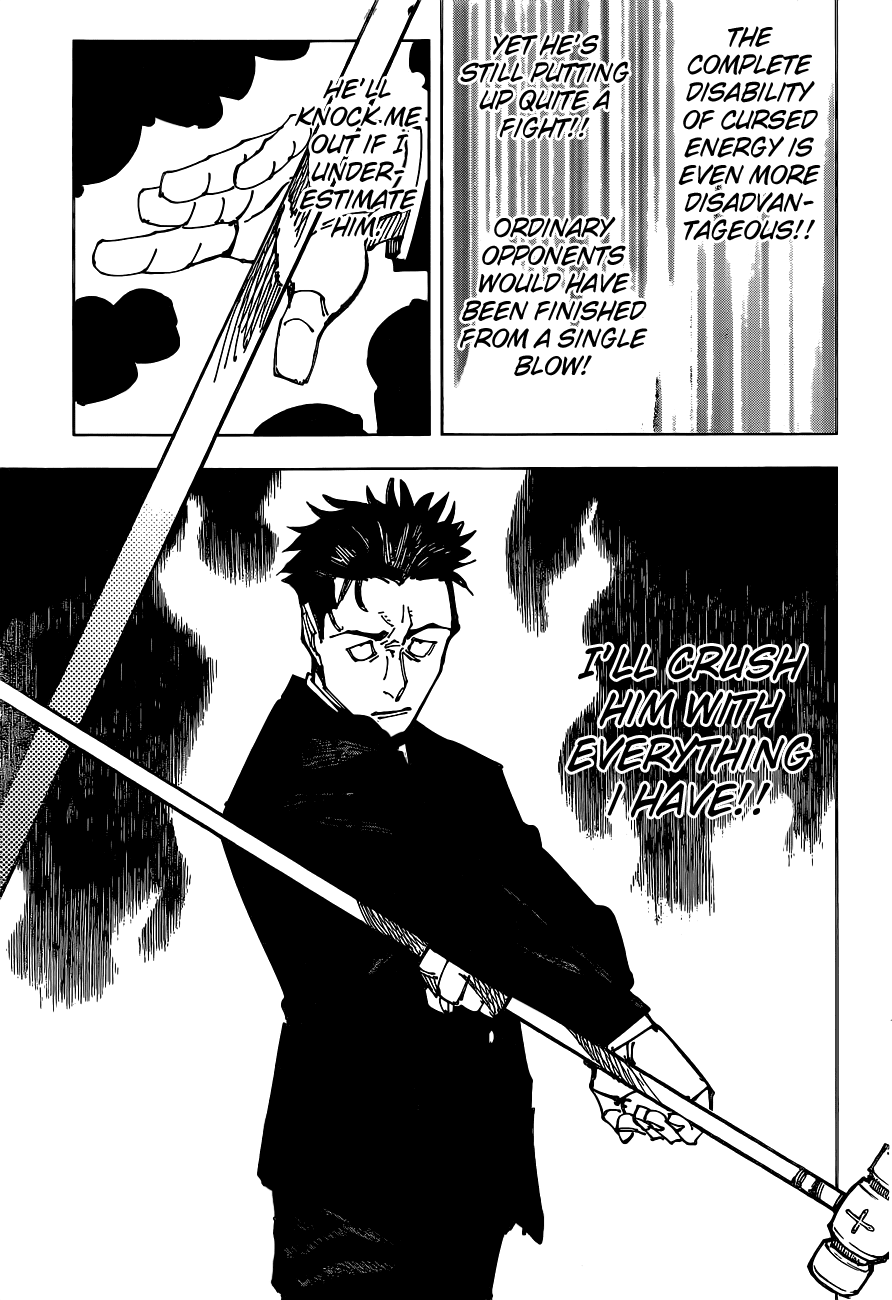 THE
COMPLETE
DISABILITY
OF CURSED
ENERGY IS
EVEN MORE
DISADVAN-
TAGEOUS!!
YET HE'S
STILL PUTTING
UP QUITE A
FIGHT!!
ORDINARY
OPPONENTS
WOULD HAVE
BEEN FINISHED
FROM A SINGLE
BLOW!
HE'LL
KNOCK ME
OUT IF I
UNDER-
ESTIMATE
HIM!
I'LL CRUSH
HIM WITH
EVERYTHING
I HAVE!!